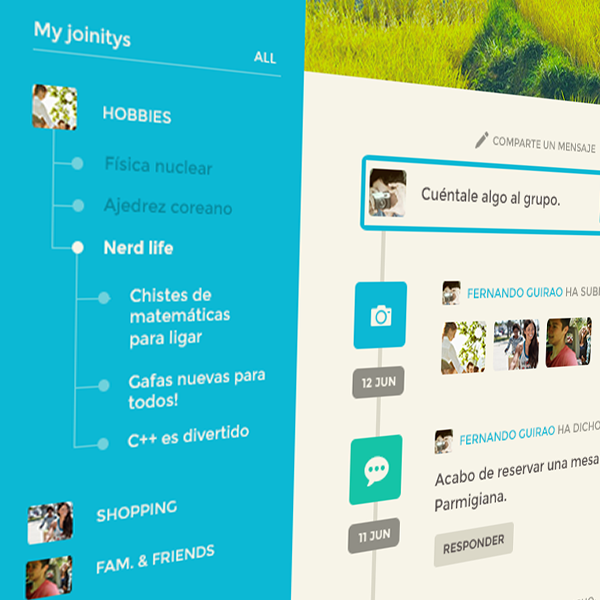 My joinitys
ALL
HOBBIES
Física nuclear
Ajedrez coreano
Nerd life
Chistes de
matemáticas
para ligar
Gafas nuevas para
todos!
C++ es divertido
SHOPPING
FAM. & FRIENDS
COMPARTE UN MENSAJE
Cuéntale algo al grupo.
FERNANDO GUIRAO HA SUBI
12 JUN
FERNANDO GUIRAO HA DICHO
Acabo de reservar una mesa
Parmigiana.
11 JUN
RESPONDER